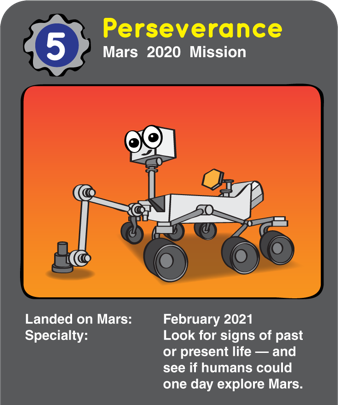 5
Perseverance
Mars 2020 Mission
Landed on Mars: February 2021
Specialty: Look for signs of past
or present life — and
see if humans could
one day explore Mars.